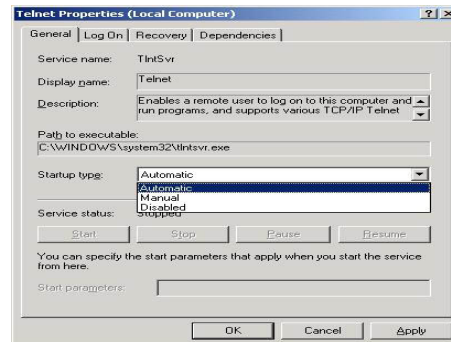 Telnet Properties (Local Computer)
General Log On Recovery Dependencies
Service name: TlntSvr
Display name: Telnet
Description: Enables a remote user to log on to this computer and
run programs, and supports various TCP/IP Telnet
Path to executable:
C:\WINDOWS\system32\tlntsvr.exe
Startup type: Automatic
Automatic
Manual
Disabled
Service status: Stopped
Start Stop Pause Resume
You can specify the start parameters that apply when you start the service
from here.
Start parameters:
OK Cancel Apply